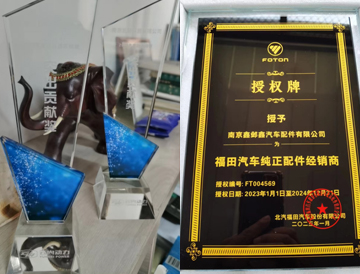 贡献奖
FOTON
授权牌
授予
南京鑫郵鑫汽车配件有限公司
为
福田汽车纯正配件经销商
授权编号: FT004569
授权日期: 2023年1月1日至2024年12月31日
北汽福田汽车股份有限公司
二〇二三年一月